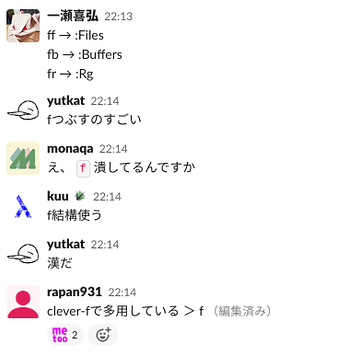 一瀬喜弘 22:13
ff → :Files
fb → :Buffers
fr → :Rg
yutkat 22:14
fつぶすのすごい
monaqa 22:14
え、 f 潰してるんですか
kuu 22:14
f結構使う
yutkat 22:14
漢だ
rapan931 22:14
clever-fで多用している > f （編集済み）
me too 2